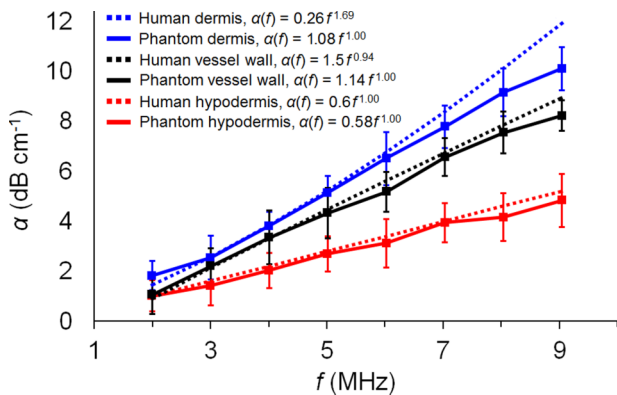 Human dermis, α(f) = 0.26f^1.69
Phantom dermis, α(f) = 1.08f^1.00
Human vessel wall, α(f) = 1.5f^0.94
Phantom vessel wall, α(f) = 1.14f^1.00
Human hypodermis, α(f) = 0.6f^1.00
Phantom hypodermis, α(f) = 0.58f^1.00
α (dB cm⁻¹)
12
10
8
6
4
2
0
1 3 5 7 9
f (MHz)